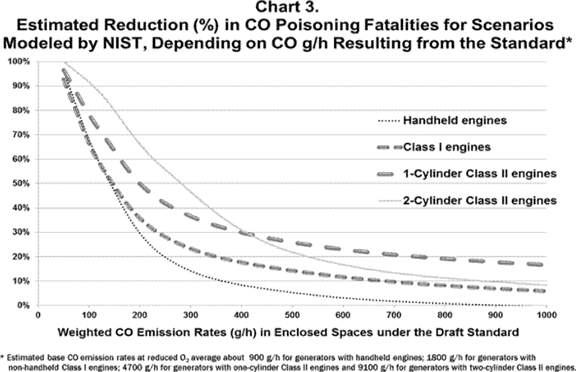 Chart 3.
Estimated Reduction (%) in CO Poisoning Fatalities for Scenarios
Modeled by NIST, Depending on CO g/h Resulting from the Standard*
100%
90%
80%
70%
60%
50%
40%
30%
20%
10%
0%
Handheld engines
Class I engines
1-Cylinder Class II engines
2-Cylinder Class II engines
0 100 200 300 400 500 600 700 800 900 1000
Weighted CO Emission Rates (g/h) in Enclosed Spaces under the Draft Standard
* Estimated base CO emission rates at reduced O2 average about 900 g/h for generators with handheld engines; 1800 g/h for generators with
non-handheld Class I engines; 4700 g/h for generators with one-cylinder Class II engines and 9100 g/h for generators with two-cylinder Class II engines.